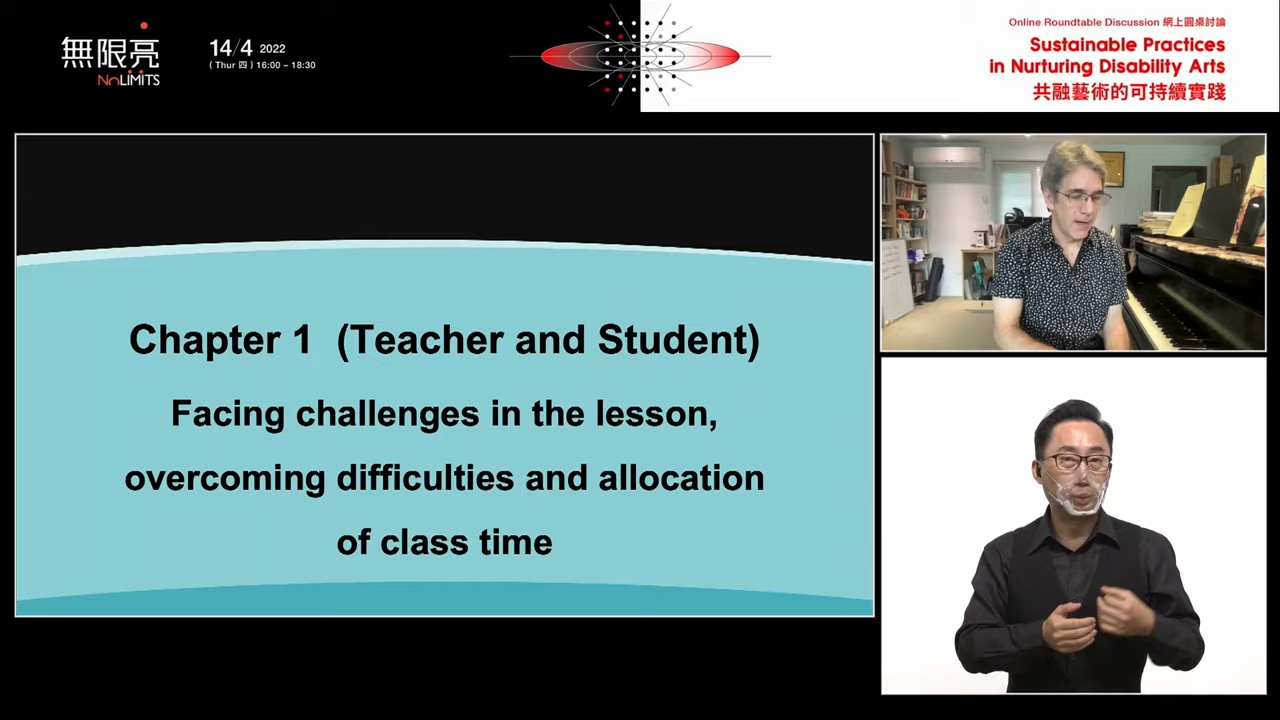 無限亮
NoLIMITS
14/4 2022
( Thur 四 ) 16:00 – 18:30
Online Roundtable Discussion 網上圓桌討論
Sustainable Practices
in Nurturing Disability Arts
共融藝術的可持續實踐
Chapter 1 (Teacher and Student)
Facing challenges in the lesson,
overcoming difficulties and allocation
of class time